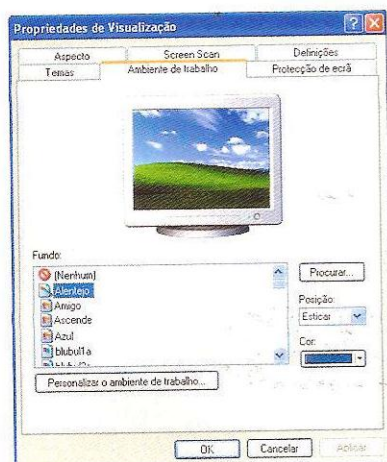 Propriedades de Visualização
Aspecto Screen Scan Definições
Temas Ambiente de trabalho Protecção de ecrã
Fundo:
(Nenhum)
Alentejo
Amigo
Ascende
Azul
blubul1a
Procurar...
Posição:
Esticar
Cor:
Personalizar o ambiente de trabalho...
OK Cancelar Aplicar